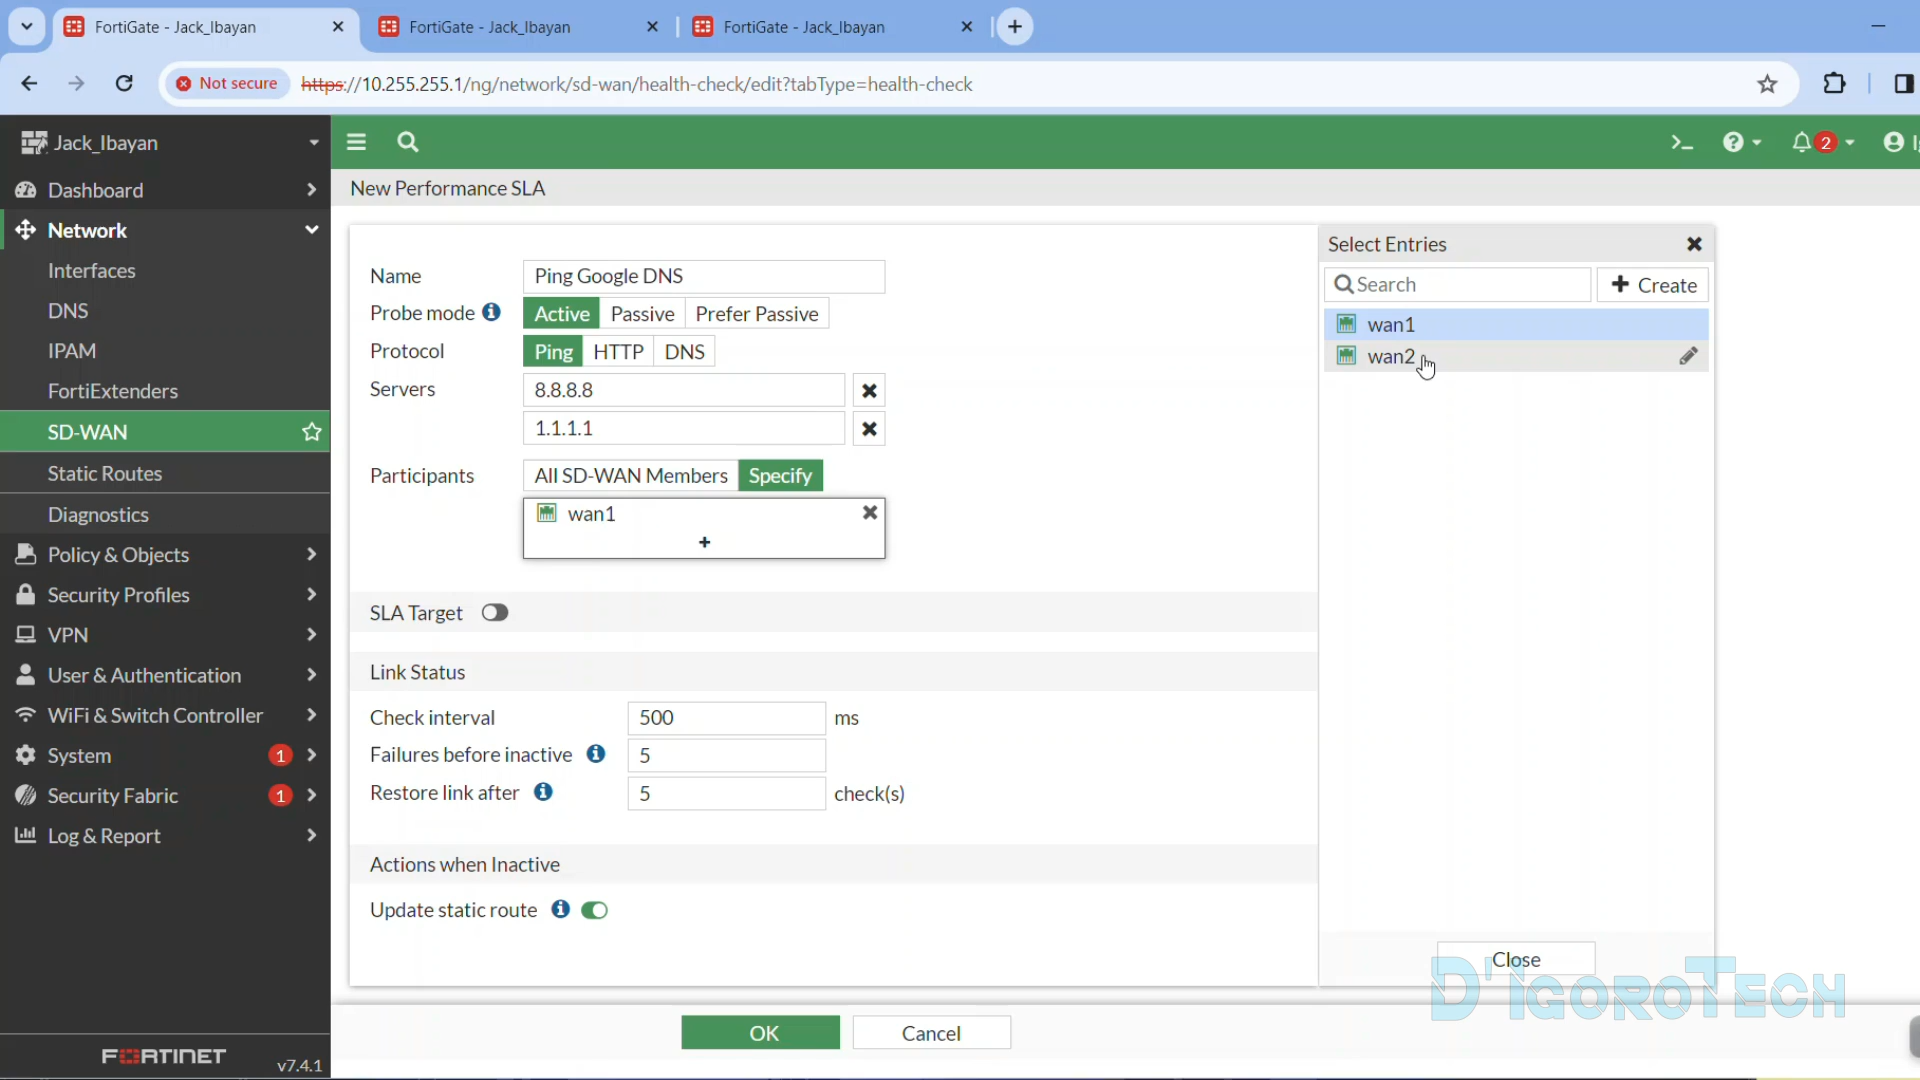 FortiGate - Jack_Ibayan
FortiGate - Jack_Ibayan
FortiGate - Jack_Ibayan
Not secure
https://10.255.255.1/ng/network/sd-wan/health-check/edit?tabType=health-check
Jack_Ibayan
2
New Performance SLA
Dashboard
Network
Interfaces
DNS
IPAM
FortiExtenders
SD-WAN
Static Routes
Diagnostics
Policy & Objects
Security Profiles
VPN
User & Authentication
WiFi & Switch Controller
System 1
Security Fabric 1
Log & Report
FORTINET
v7.4.1
Name Ping Google DNS
Probe mode Active Passive Prefer Passive
Protocol Ping HTTP DNS
Servers 8.8.8.8
1.1.1.1
Participants All SD-WAN Members Specify
wan1
SLA Target
Link Status
Check interval 500 ms
Failures before inactive 5
Restore link after 5 check(s)
Actions when Inactive
Update static route
OK Cancel
Select Entries
Search
Create
wan1
wan2
Close
D'IGOROTECH